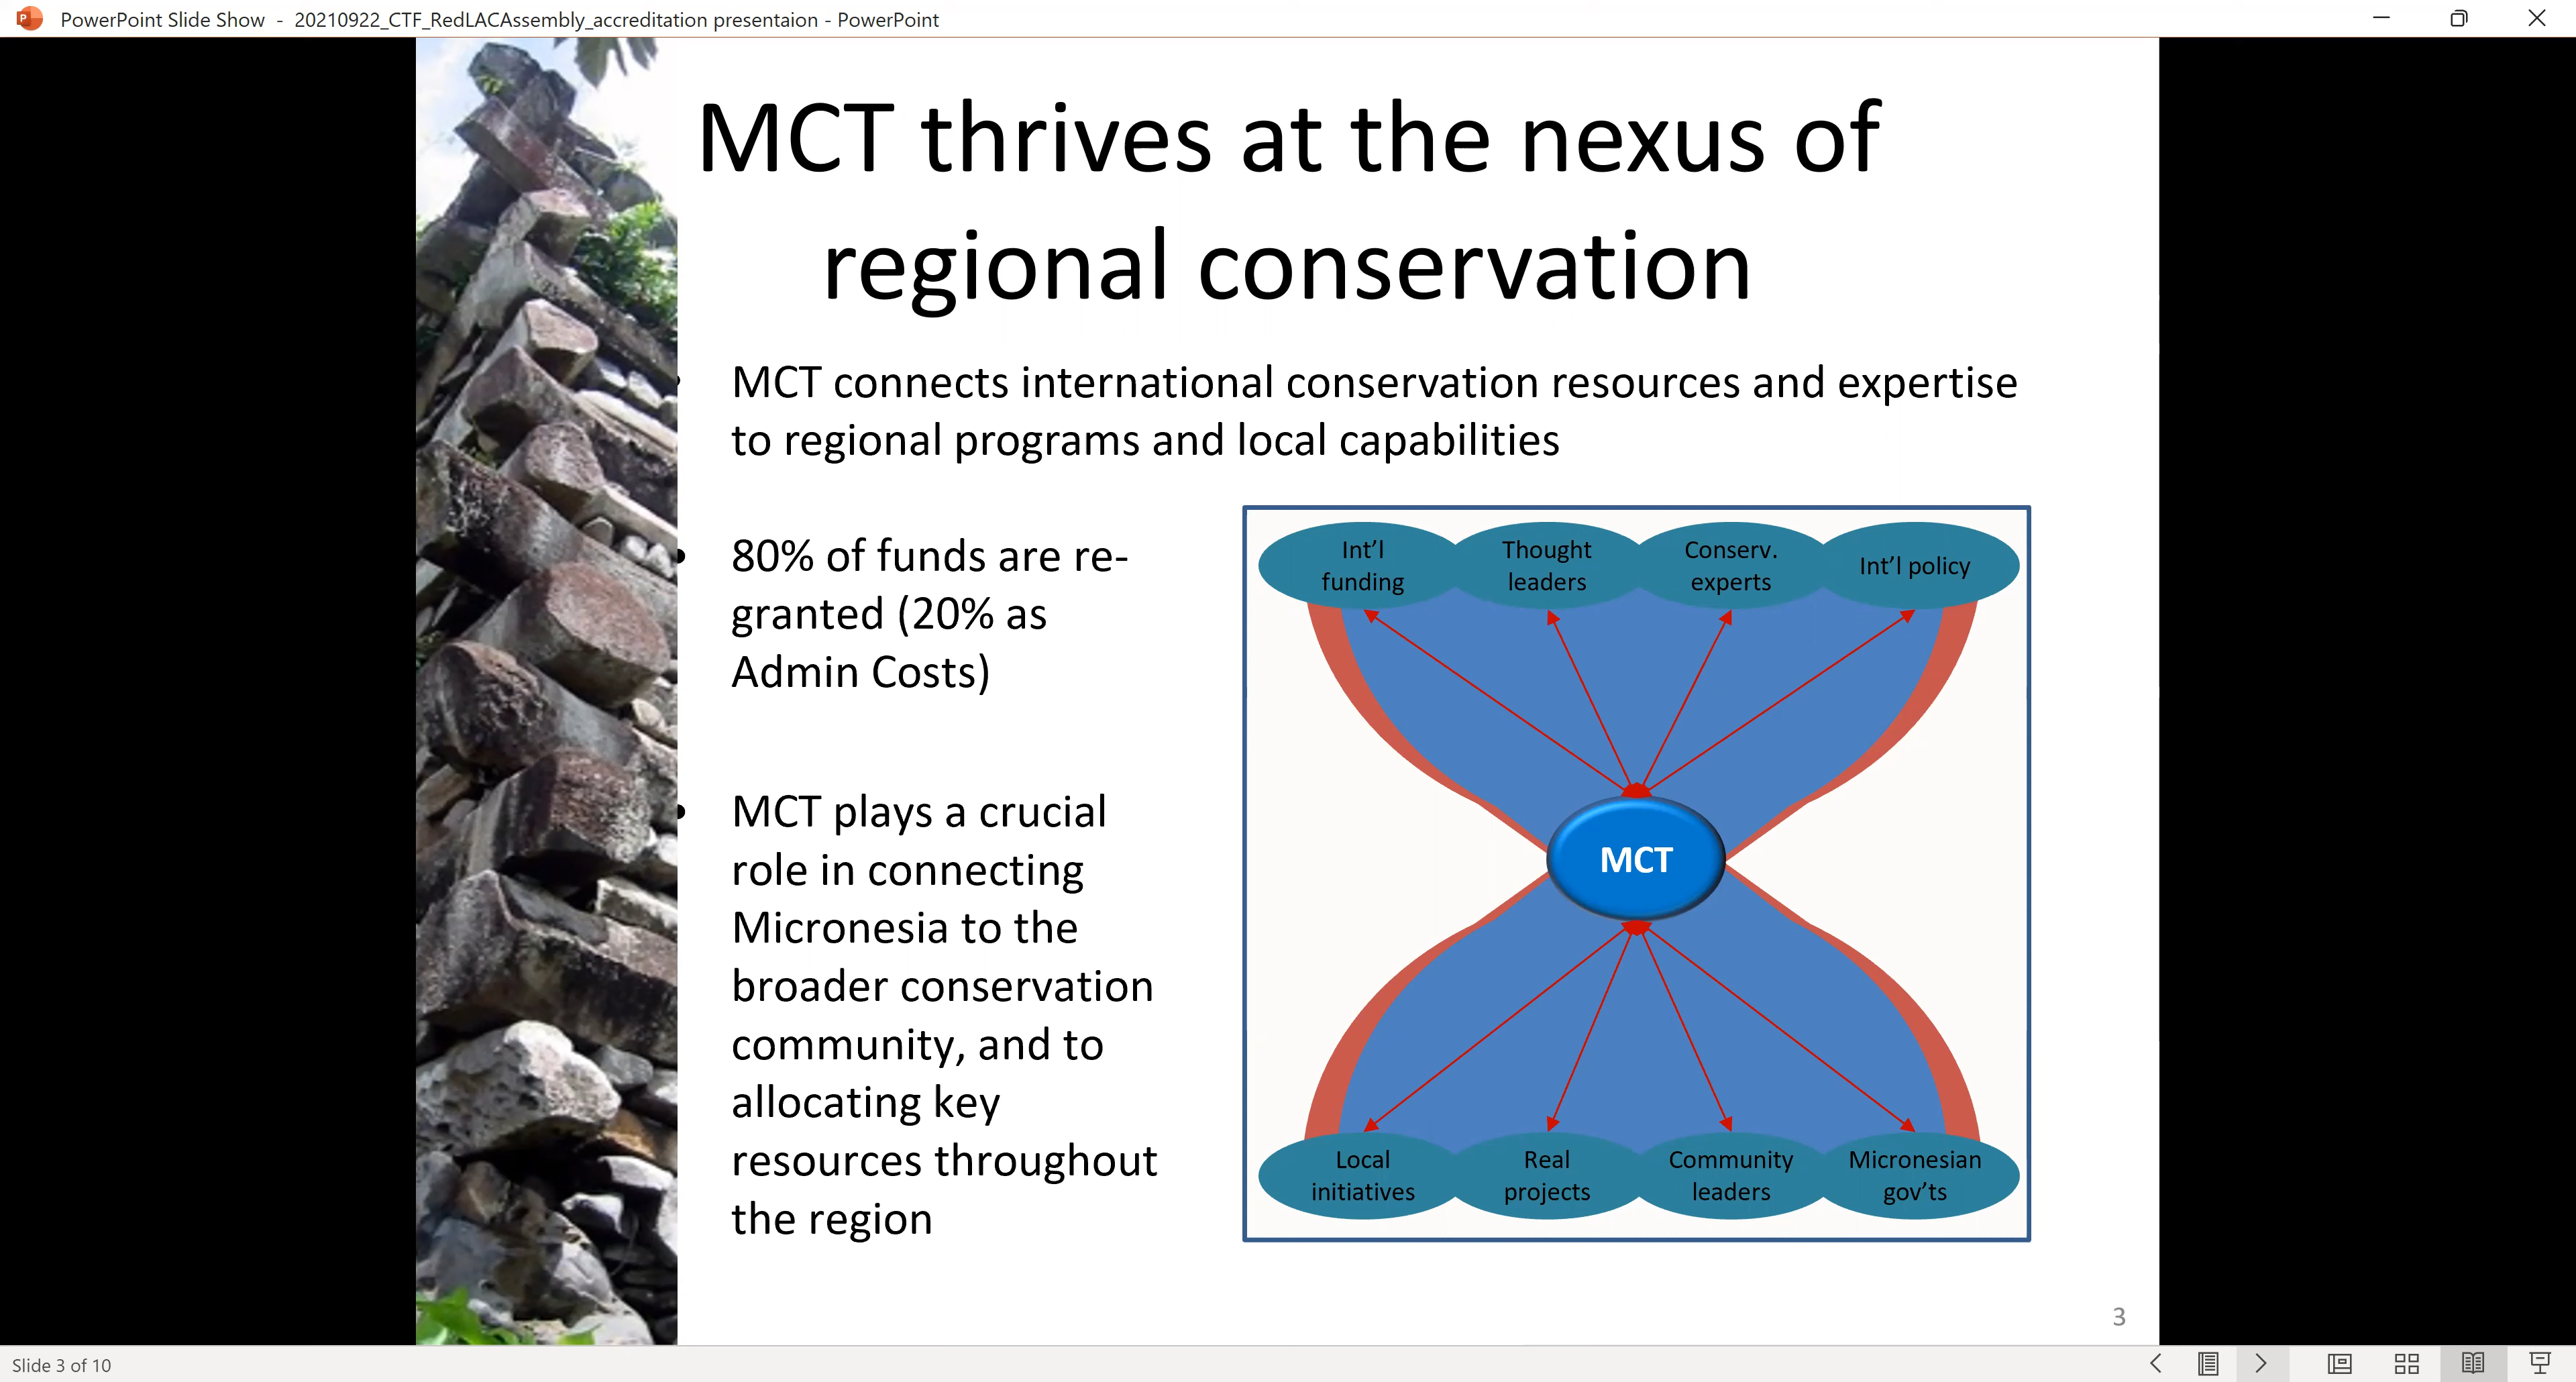 PowerPoint Slide Show - 20210922_CTF_RedLACAssembly_accreditation presentaion - PowerPoint
MCT thrives at the nexus of
regional conservation
• MCT connects international conservation resources and expertise
to regional programs and local capabilities
• 80% of funds are re-
granted (20% as
Admin Costs)
• MCT plays a crucial
role in connecting
Micronesia to the
broader conservation
community, and to
allocating key
resources throughout
the region
Int'l
funding
Thought
leaders
Conserv.
experts
Int'l policy
MCT
Local
initiatives
Real
projects
Community
leaders
Micronesian
gov'ts
3
Slide 3 of 10